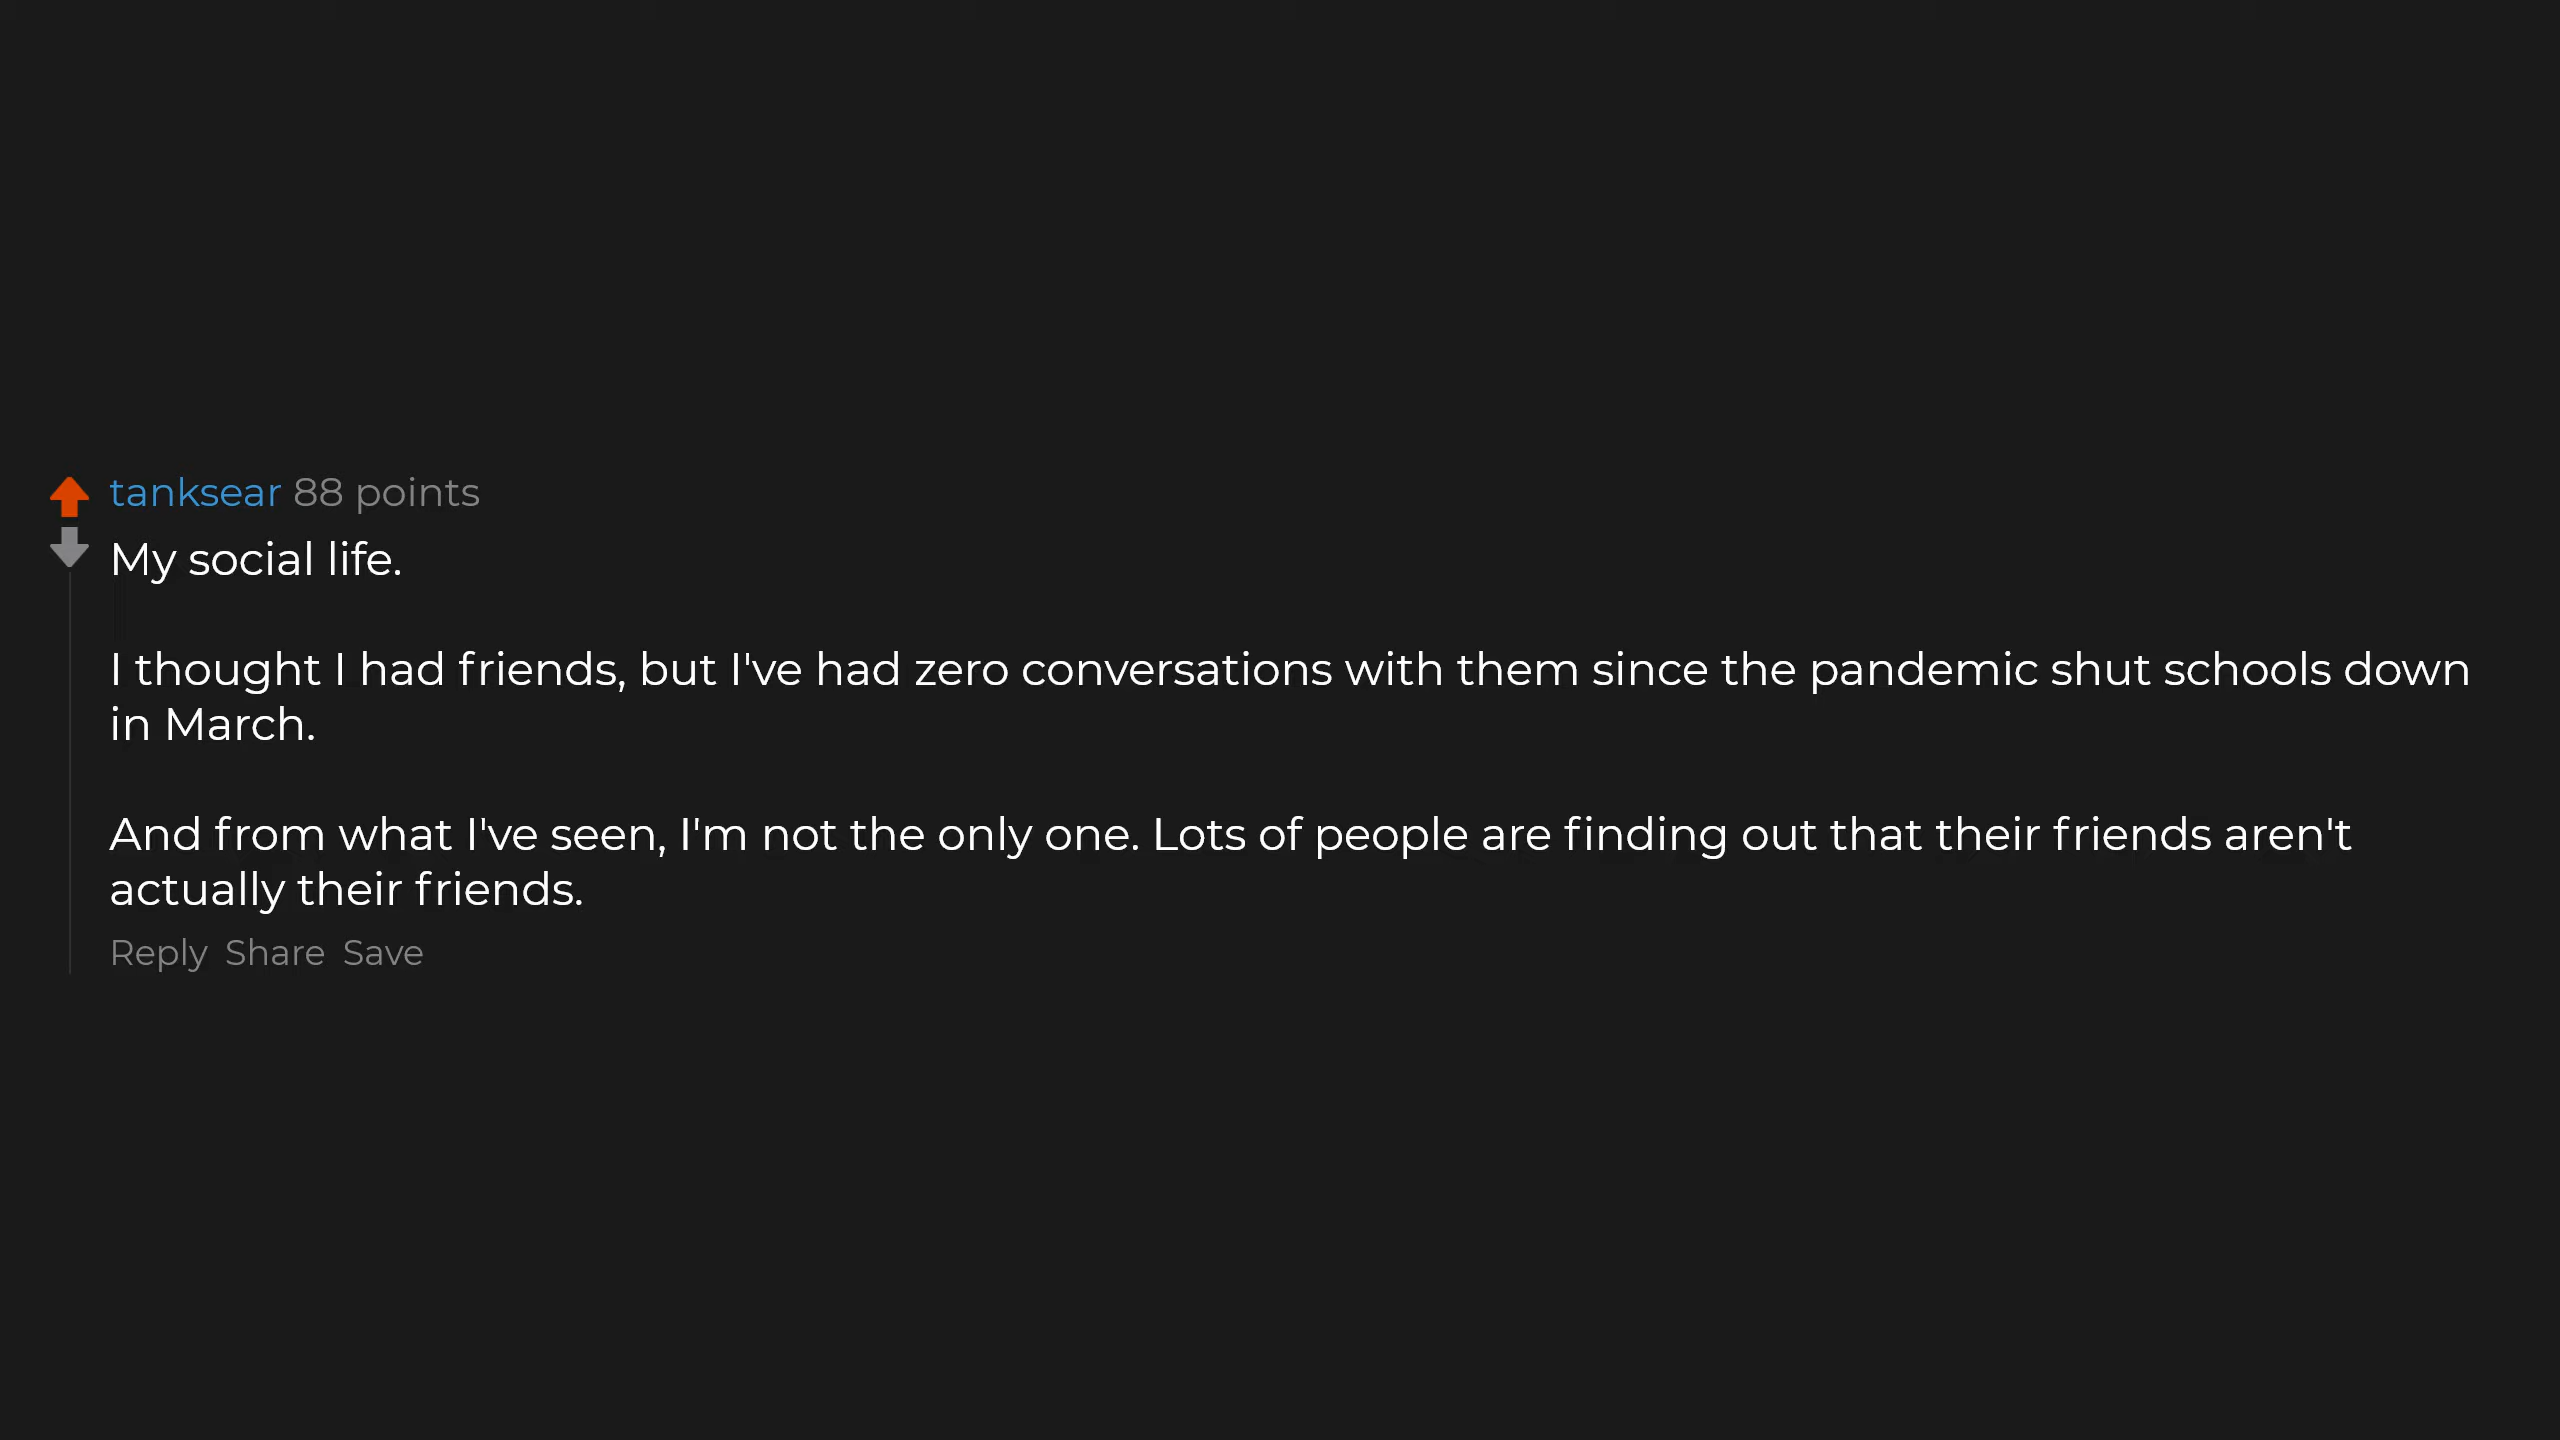 tanksear 88 points
My social life.
I thought I had friends, but I've had zero conversations with them since the pandemic shut schools down
in March.
And from what I've seen, I'm not the only one. Lots of people are finding out that their friends aren't
actually their friends.
Reply Share Save